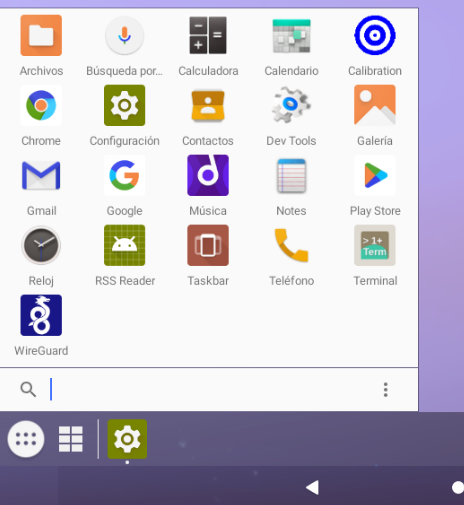 Archivos
Búsqueda por...
Calculadora
Calendario
Calibration
Chrome
Configuración
Contactos
Dev Tools
Galería
Gmail
Google
Música
Notes
Play Store
Reloj
RSS Reader
Taskbar
Teléfono
>1+
Term
Terminal
WireGuard